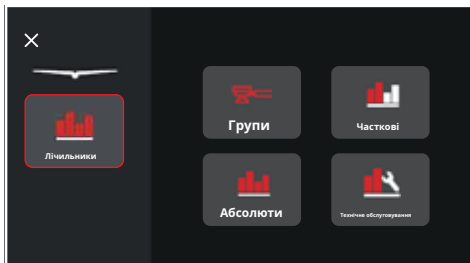 Групи
Часткові
Лічильники
Абсолюти
Технічне обслуговування